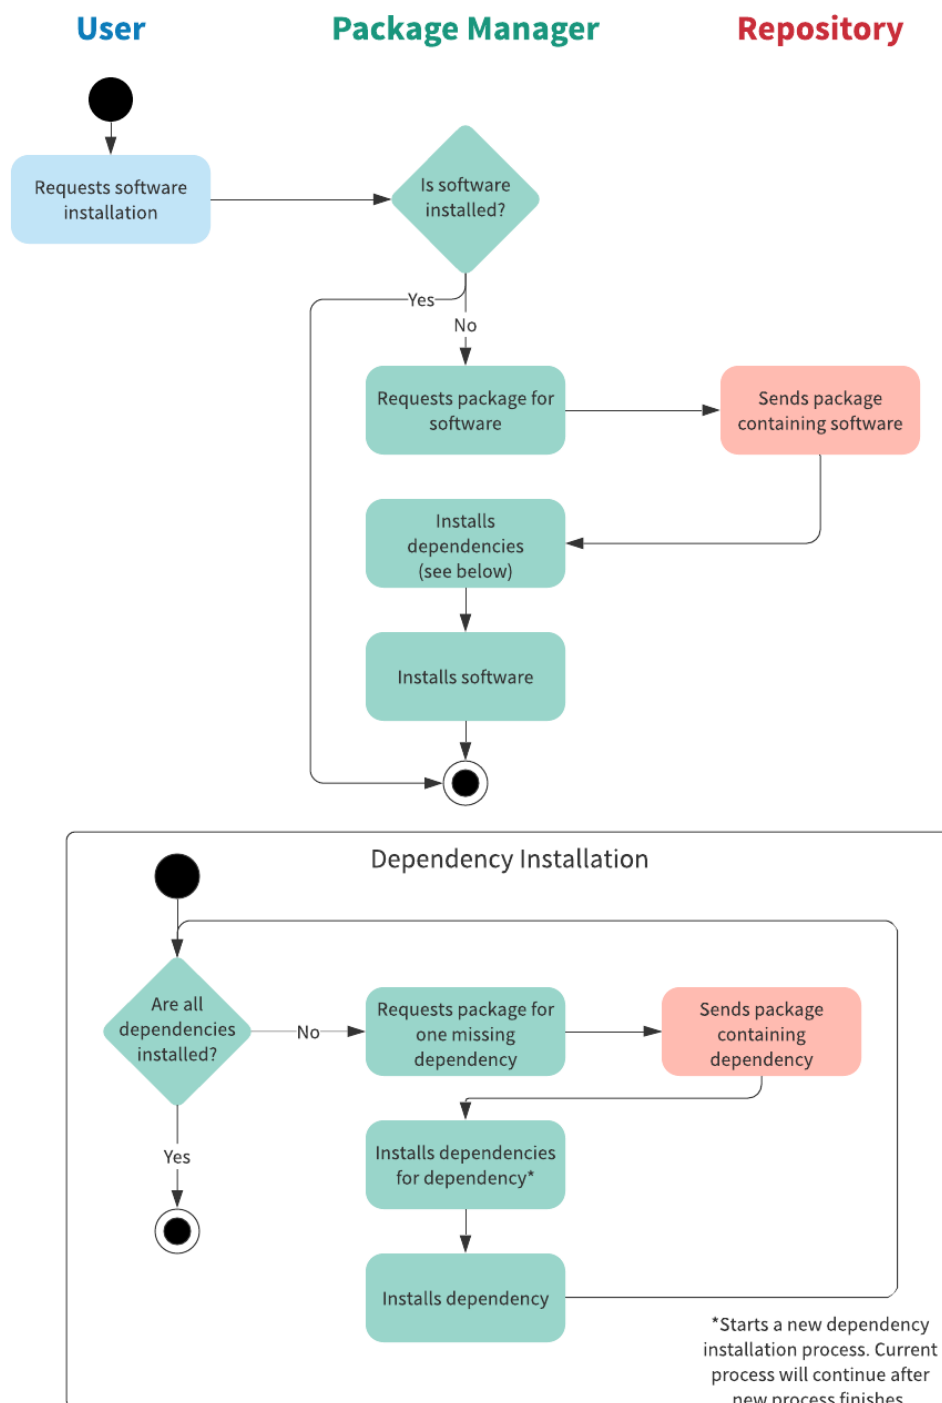 User
Package Manager
Repository
Requests software
installation
Is software
installed?
Yes
No
Requests package for
software
Sends package
containing software
Installs
dependencies
(see below)
Installs software
Dependency Installation
Are all
dependencies
installed?
No
Requests package for
one missing
dependency
Sends package
containing
dependency
Yes
Installs dependencies
for dependency*
Installs dependency
*Starts a new dependency
installation process. Current
process will continue after
new process finishes